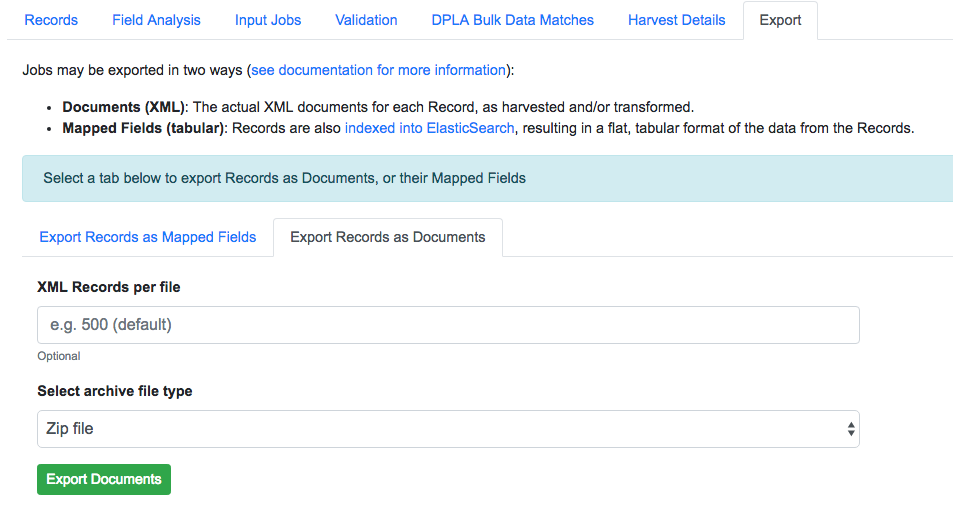 Records Field Analysis Input Jobs Validation DPLA Bulk Data Matches Harvest Details Export
Jobs may be exported in two ways (see documentation for more information):
• Documents (XML): The actual XML documents for each Record, as harvested and/or transformed.
• Mapped Fields (tabular): Records are also indexed into ElasticSearch, resulting in a flat, tabular format of the data from the Records.
Select a tab below to export Records as Documents, or their Mapped Fields
Export Records as Mapped Fields Export Records as Documents
XML Records per file
e.g. 500 (default)
Optional
Select archive file type
Zip file
Export Documents